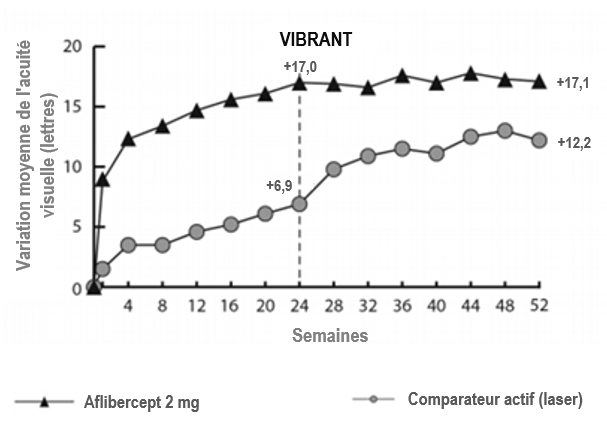 VIBRANT
20
15
10
5
0
+17,0
+17,1
+6,9
+12,2
Variation moyenne de l'acuité
visuelle (lettres)
4 8 12 16 20 24 28 32 36 40 44 48 52
Semaines
Aflibercept 2 mg
Comparateur actif (laser)